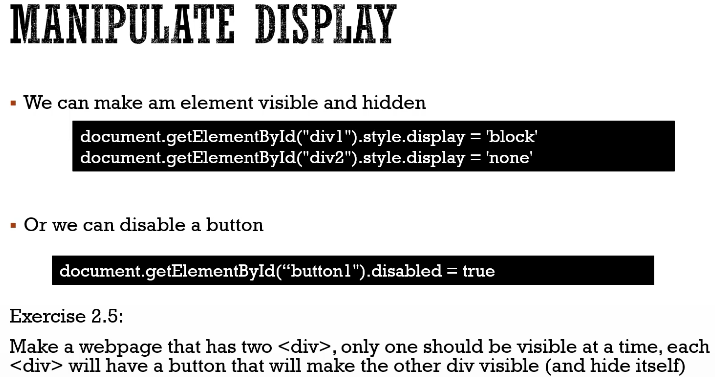 MANIPULATE DISPLAY
▪ We can make am element visible and hidden
document.getElementById("div1").style.display = 'block'
document.getElementById("div2").style.display = 'none'
▪ Or we can disable a button
document.getElementById(“button1").disabled = true
Exercise 2.5:
Make a webpage that has two <div>, only one should be visible at a time, each
<div> will have a button that will make the other div visible (and hide itself)